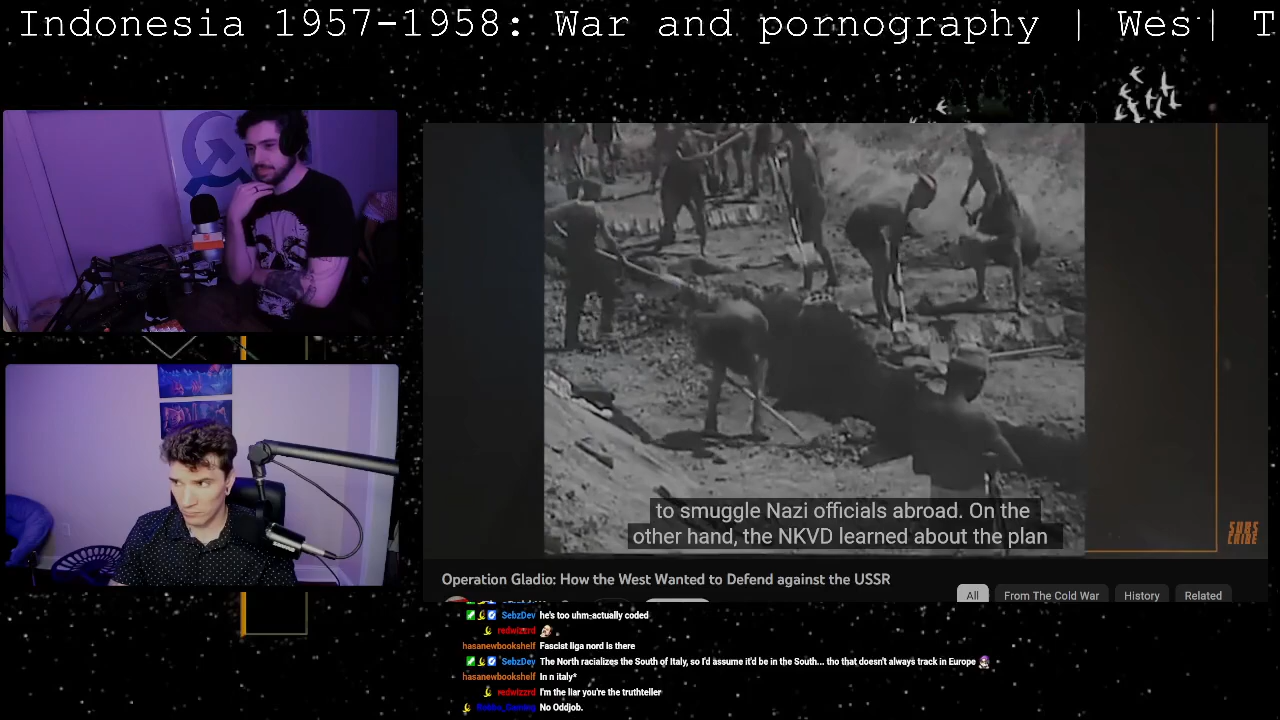 Indonesia 1957-1958: War and pornography | Wes | T
to smuggle Nazi officials abroad. On the
other hand, the NKVD learned about the plan
SUBS
CRIBE
Operation Gladio: How the West Wanted to Defend against the USSR
All From The Cold War History Related
SebzDev he's too uhm-actually coded
redwizzrd
hasanewbookshelf Fascist liga nord is there
SebzDev The North racializes the South of Italy, so I'd assume it'd be in the South... tho that doesn't always track in Europe
hasanewbookshelf In n italy*
redwizzrd I'm the liar you're the truthteller
No Oddjob.